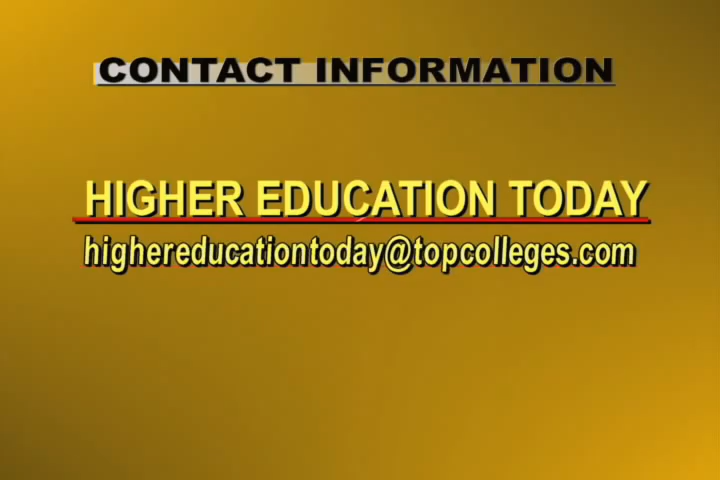 CONTACT INFORMATION
HIGHER EDUCATION TODAY
highereducationtoday@topcolleges.com